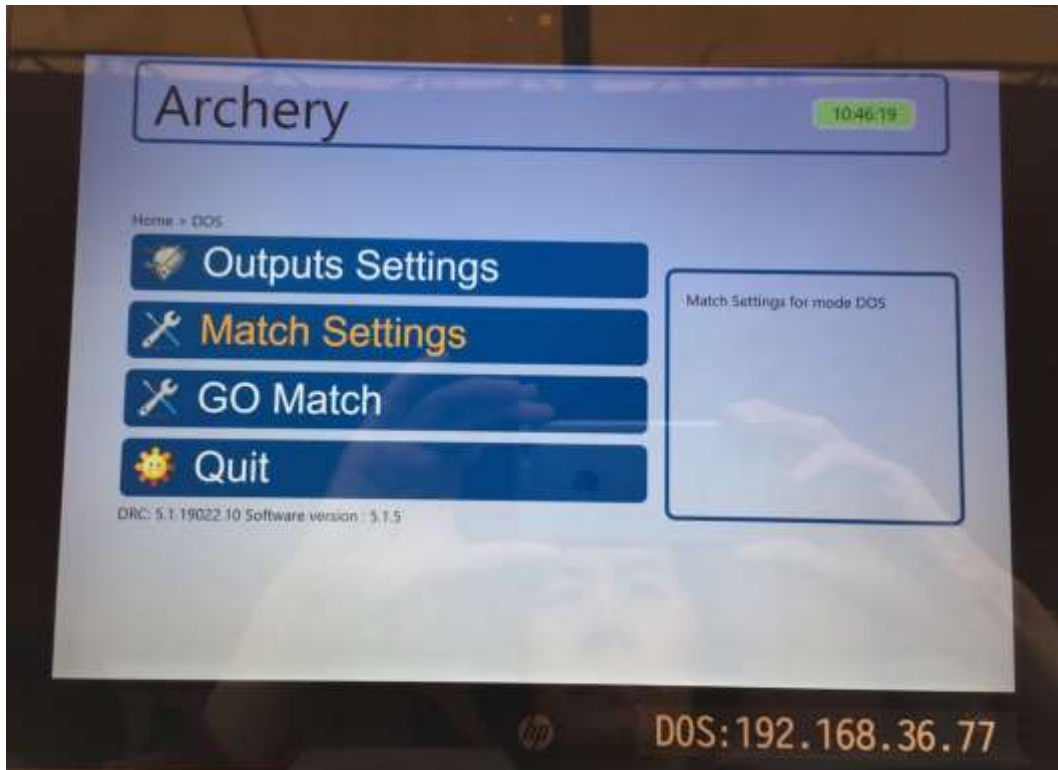 Archery
10:46:19
Home > DOS
Outputs Settings
Match Settings
GO Match
Quit
Match Settings for mode DOS
DRC: 5.1.19022.10 Software version : 5.1.5
hp
DOS:192.168.36.77